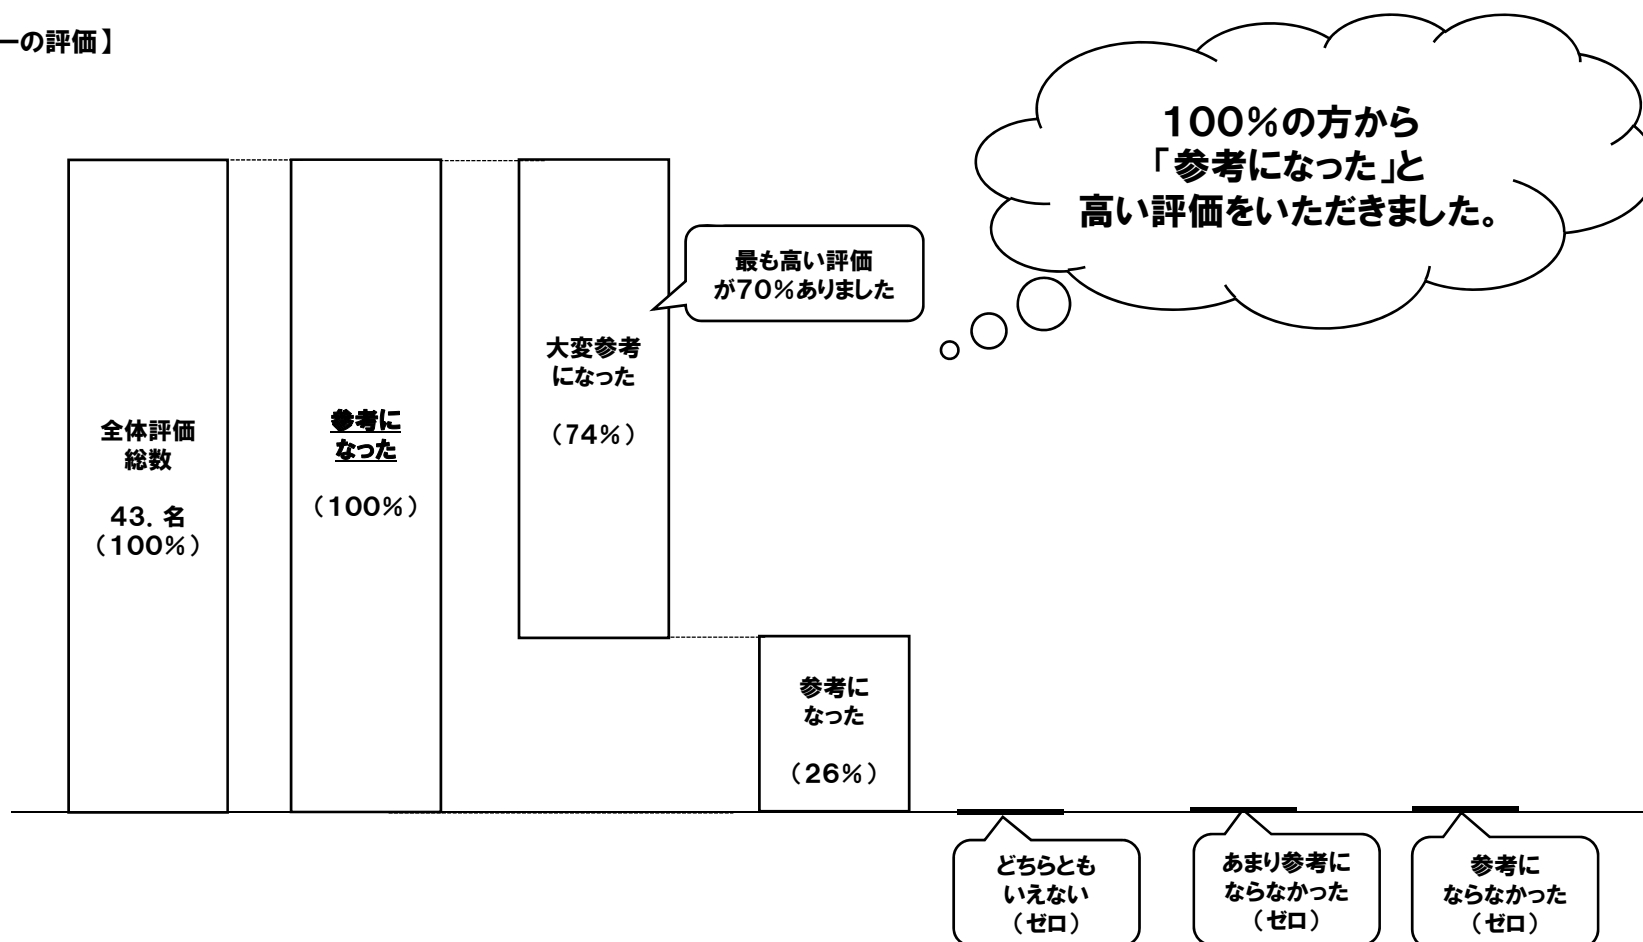 ーの評価】
100%の方から
「参考になった」と
高い評価をいただきました。
最も高い評価
が70%ありました
大変参考
になった
（74%）
全体評価
総数
43. 名
（100%）
参考に
なった
（100%）
参考に
なった
（26%）
どちらとも
いえない
（ゼロ）
あまり参考に
ならなかった
（ゼロ）
参考に
ならなかった
（ゼロ）